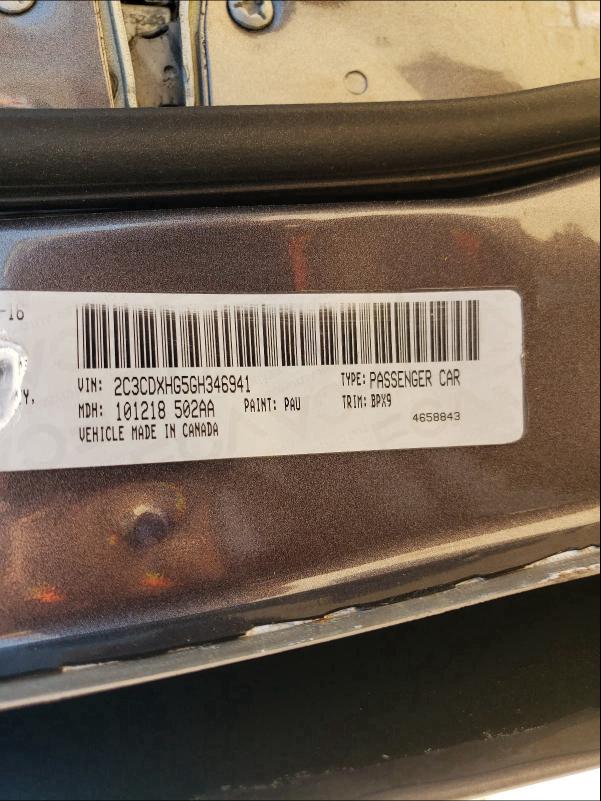 -16
VIN: 2C3CDXHG5GH346941 TYPE: PASSENGER CAR
Y, MDH: 101218 502AA PAINT: PAU TRIM: BPX9
VEHICLE MADE IN CANADA 4658843